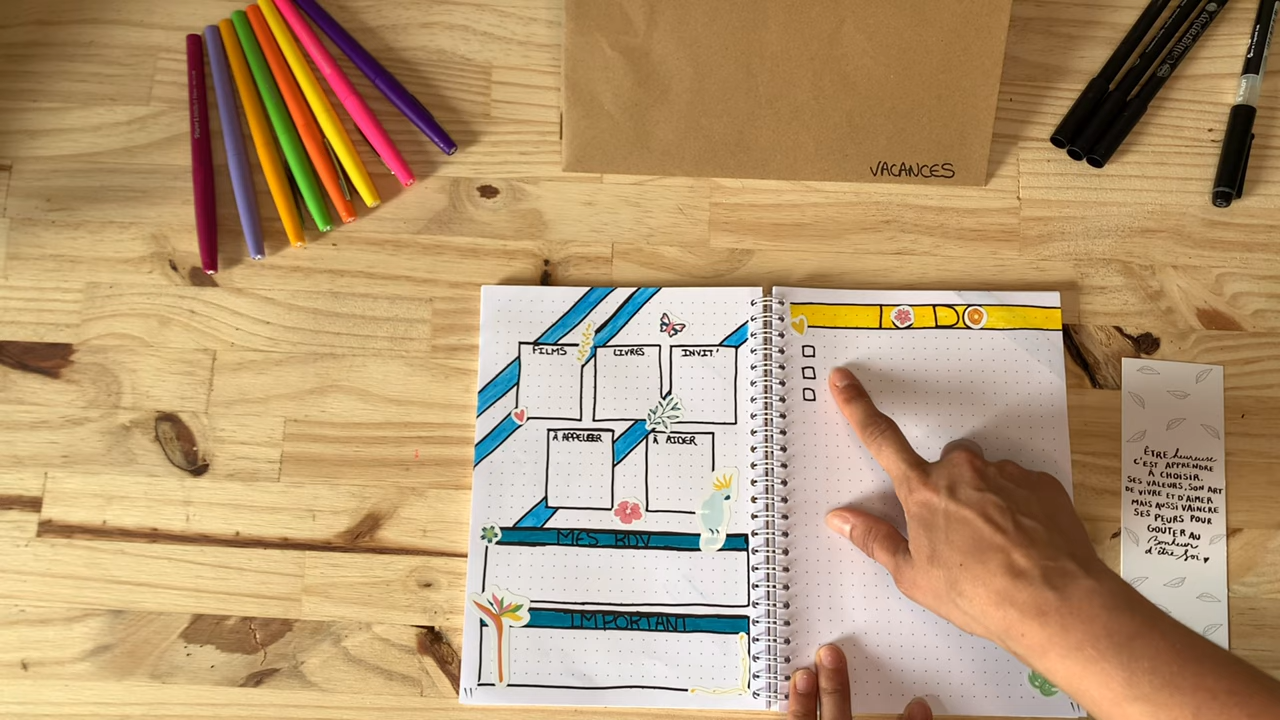 VACANCES
Calligraphy
FILMS
LIVRES
INVIT'
À APPELER
À AIDER
MES RDV
IMPORTANT
TO DO
ÊTRE heureuse
C'EST APPRENDRE
À CHOISIR.
SES VALEURS, SON ART
DE VIVRE ET D'AIMER
MAIS AUSSI VAINCRE
SES PEURS POUR
GOÛTER AU
Bonheur
d'être Soi